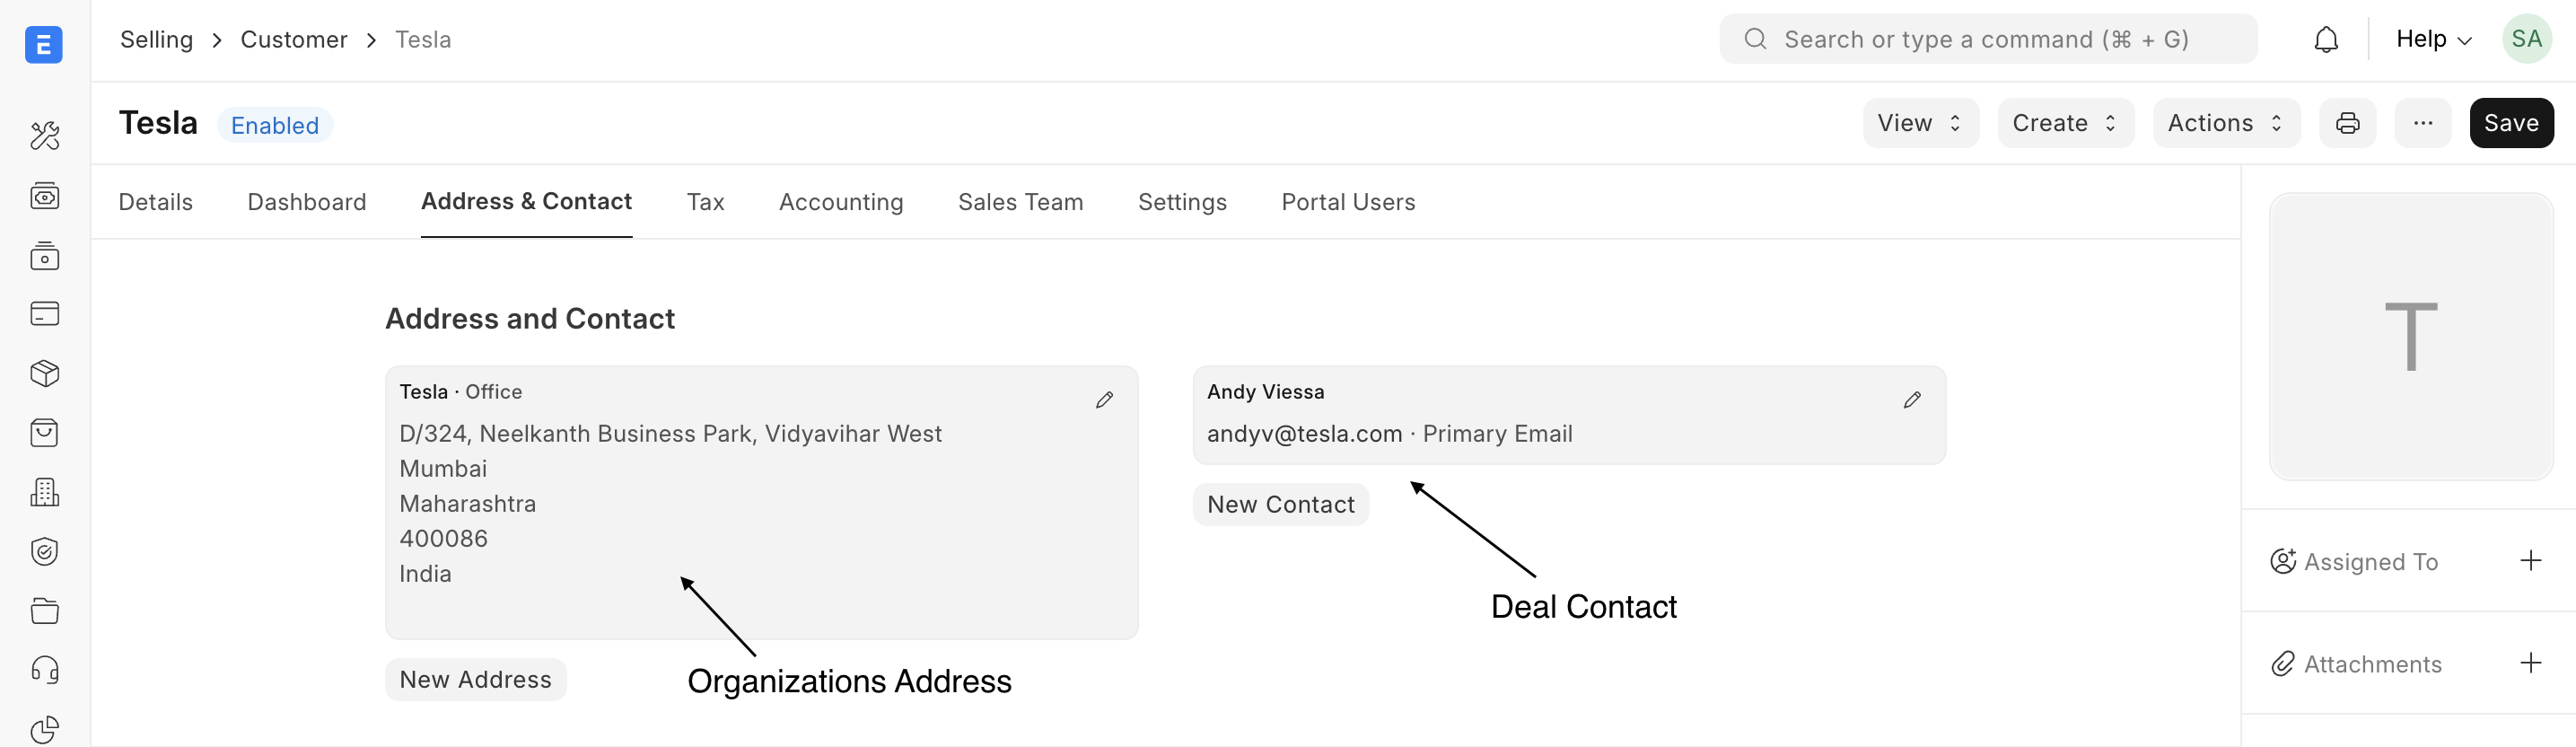 E
Selling > Customer > Tesla
Search or type a command (⌘ + G)
Help
SA
Tesla
Enabled
View
Create
Actions
Save
Details
Dashboard
Address & Contact
Tax
Accounting
Sales Team
Settings
Portal Users
T
Address and Contact
Tesla · Office
D/324, Neelkanth Business Park, Vidyavihar West
Mumbai
Maharashtra
400086
India
New Address
Organizations Address
Andy Viessa
andyv@tesla.com · Primary Email
New Contact
Deal Contact
Assigned To
Attachments